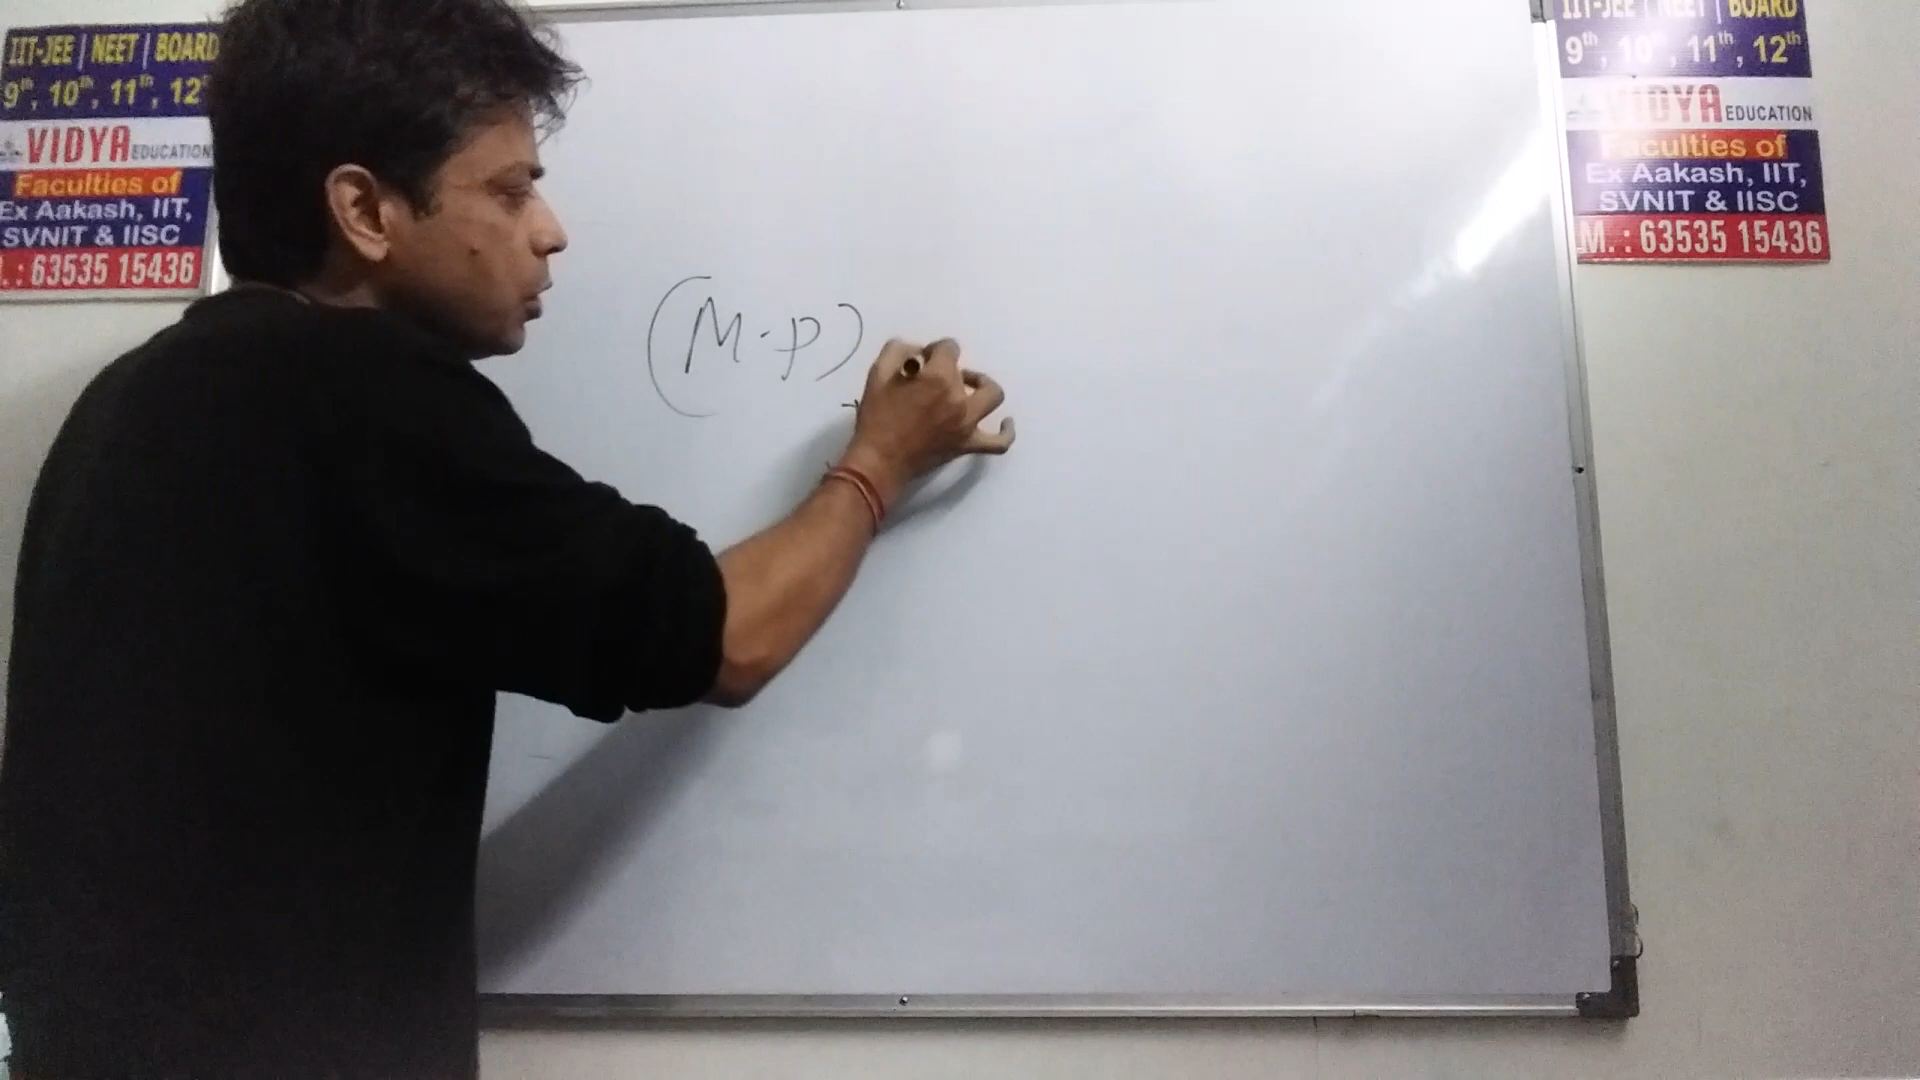 IIT-JEE | NEET | BOARD
9th, 10th, 11th, 12
VIDYA EDUCATION
Faculties of
Ex Aakash, IIT,
SVNIT & IISC
.: 63535 15436
(M.P)
IIT-JEE | NEET | BOARD
9th, 10th, 11th, 12th
VIDYA EDUCATION
Faculties of
Ex Aakash, IIT,
SVNIT & IISC
M.: 63535 15436